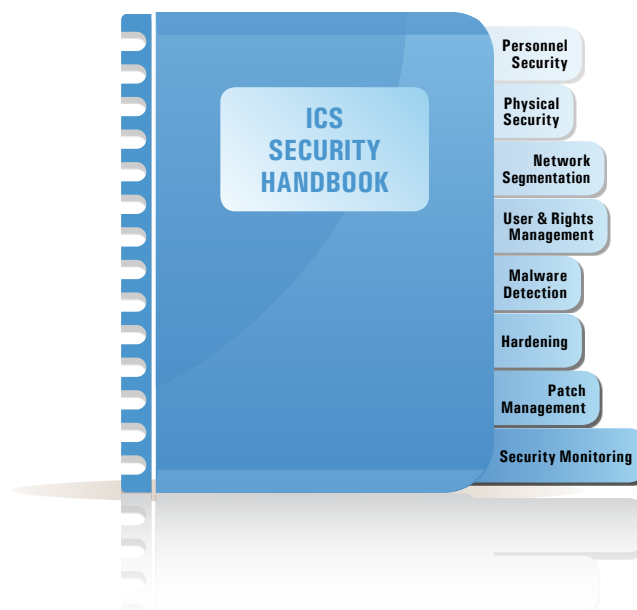 ICS
SECURITY
HANDBOOK
Personnel
Security
Physical
Security
Network
Segmentation
User & Rights
Management
Malware
Detection
Hardening
Patch
Management
Security Monitoring